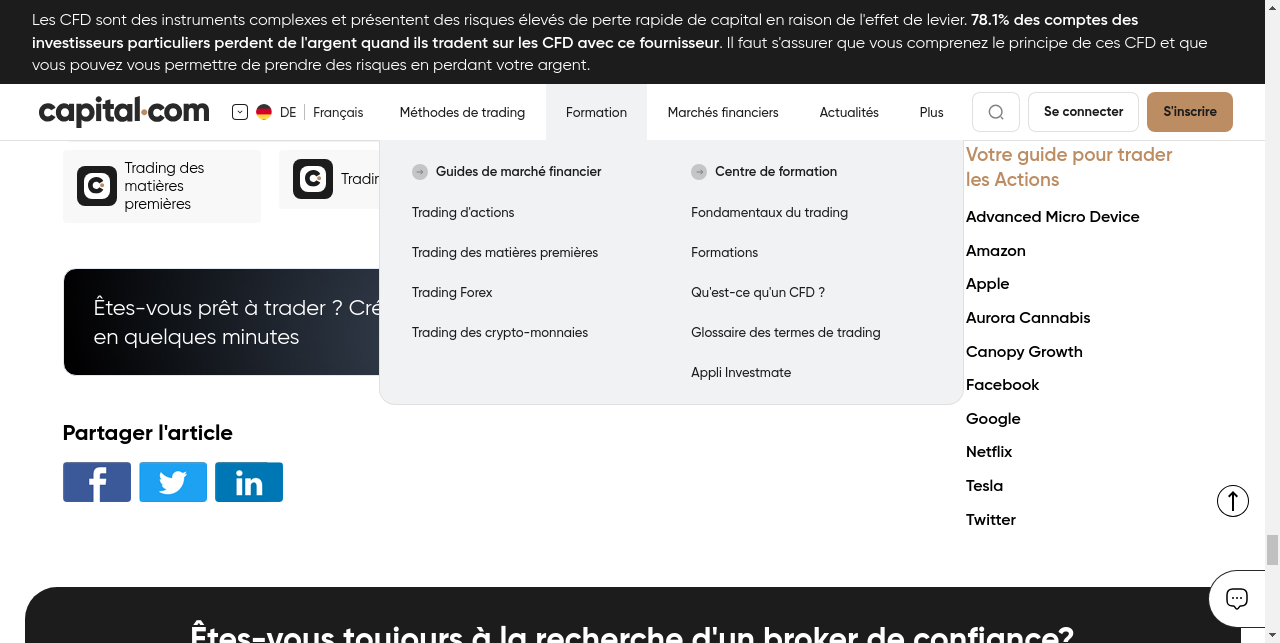 Les CFD sont des instruments complexes et présentent des risques élevés de perte rapide de capital en raison de l'effet de levier. 78.1% des comptes des
investisseurs particuliers perdent de l'argent quand ils tradent sur les CFD avec ce fournisseur. Il faut s'assurer que vous comprenez le principe de ces CFD et que
vous pouvez vous permettre de prendre des risques en perdant votre argent.
capital.com
DE Français
Méthodes de trading
Formation
Marchés financiers
Actualités
Plus
Se connecter
S'inscrire
Trading des
matières
premières
Guides de marché financier
Trading d'actions
Trading des matières premières
Trading Forex
Trading des crypto-monnaies
Centre de formation
Fondamentaux du trading
Formations
Qu'est-ce qu'un CFD ?
Glossaire des termes de trading
Appli Investmate
Votre guide pour trader
les Actions
Advanced Micro Device
Amazon
Apple
Aurora Cannabis
Canopy Growth
Facebook
Google
Netflix
Tesla
Twitter
Êtes-vous prêt à trader ?
en quelques minutes
Partager l'article
Êtes-vous toujours à la recherche d'un broker de confiance?